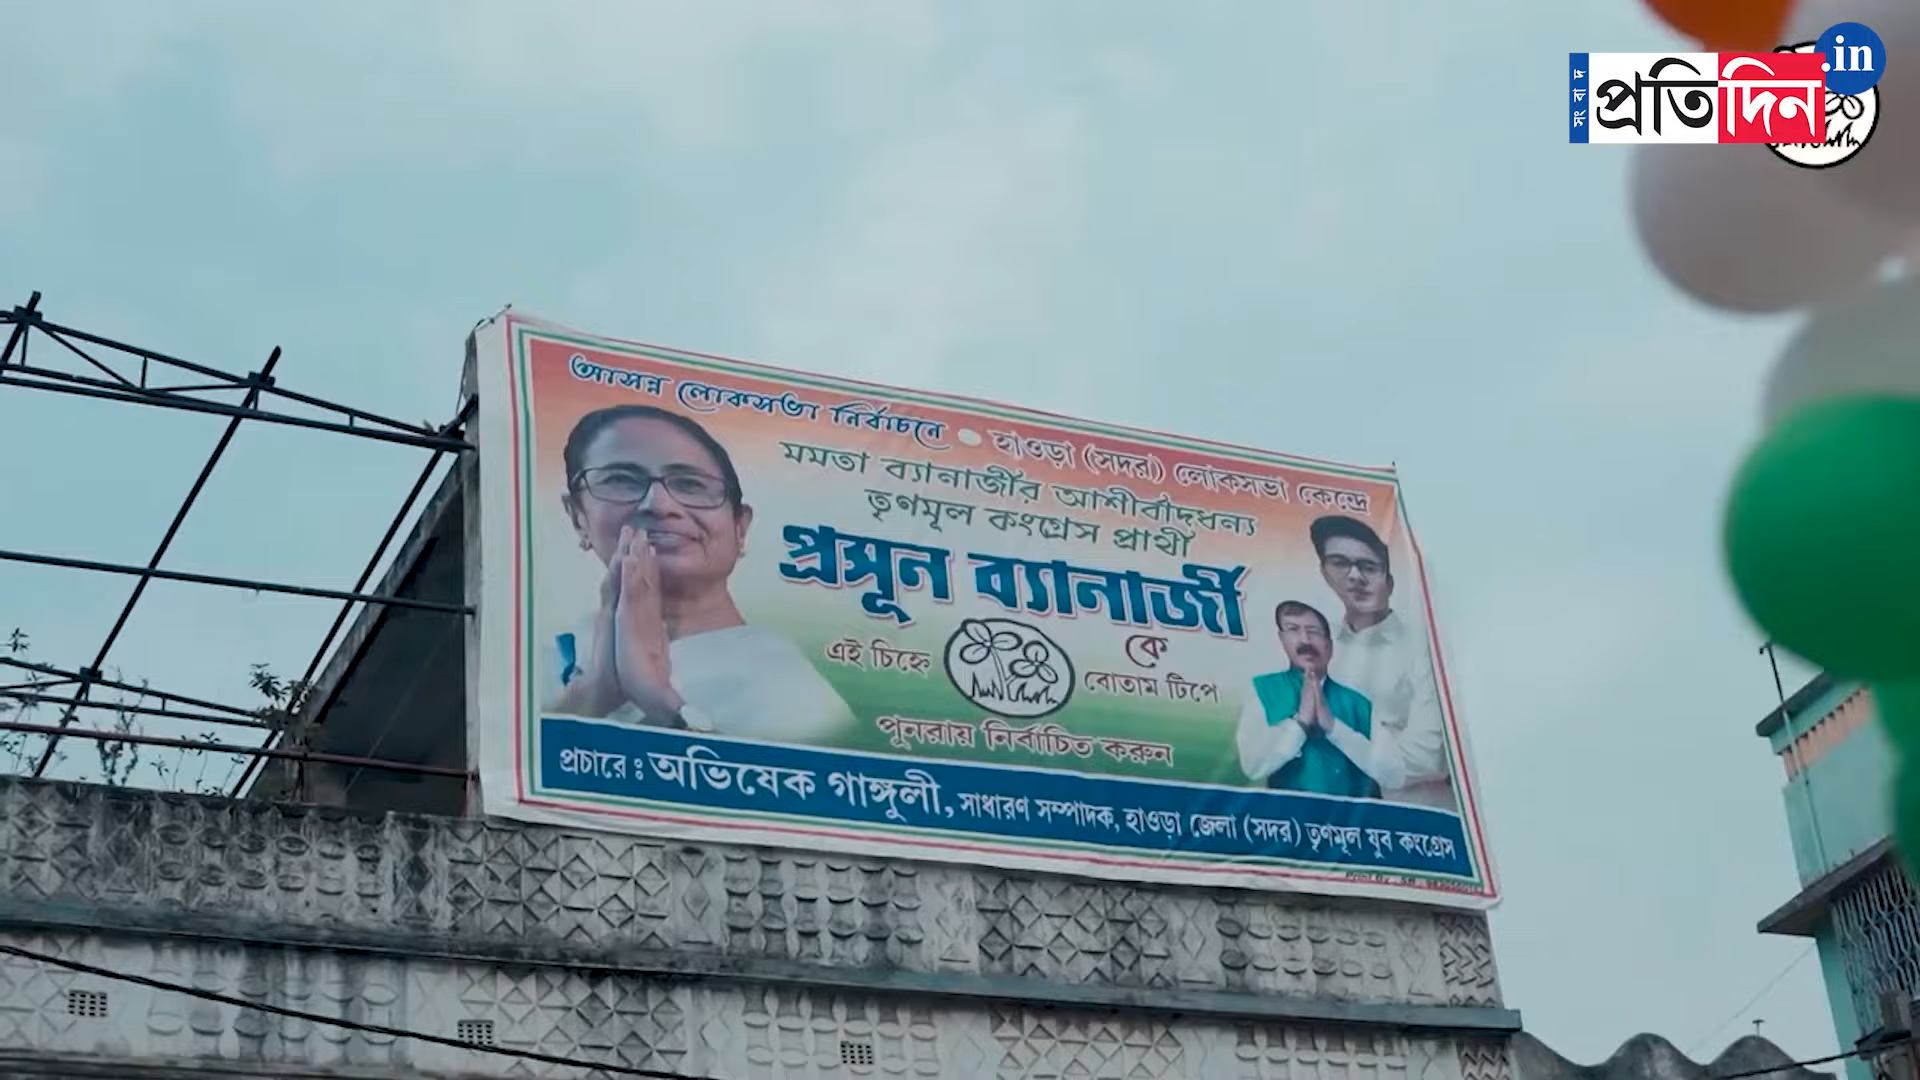 সংবাদ প্রতিদিন .in
আসন্ন লোকসভা নির্বাচনে ● হাওড়া (সদর) লোকসভা কেন্দ্রে
মমতা ব্যানার্জীর আশীর্বাদধন্য
তৃণমূল কংগ্রেস প্রার্থী
প্রসূন ব্যানার্জী কে
এই চিহ্নে বোতাম টিপে
পুনরায় নির্বাচিত করুন
প্রচারে : অভিষেক গাঙ্গুলী, সাধারণ সম্পাদক, হাওড়া জেলা (সদর) তৃণমূল যুব কংগ্রেস